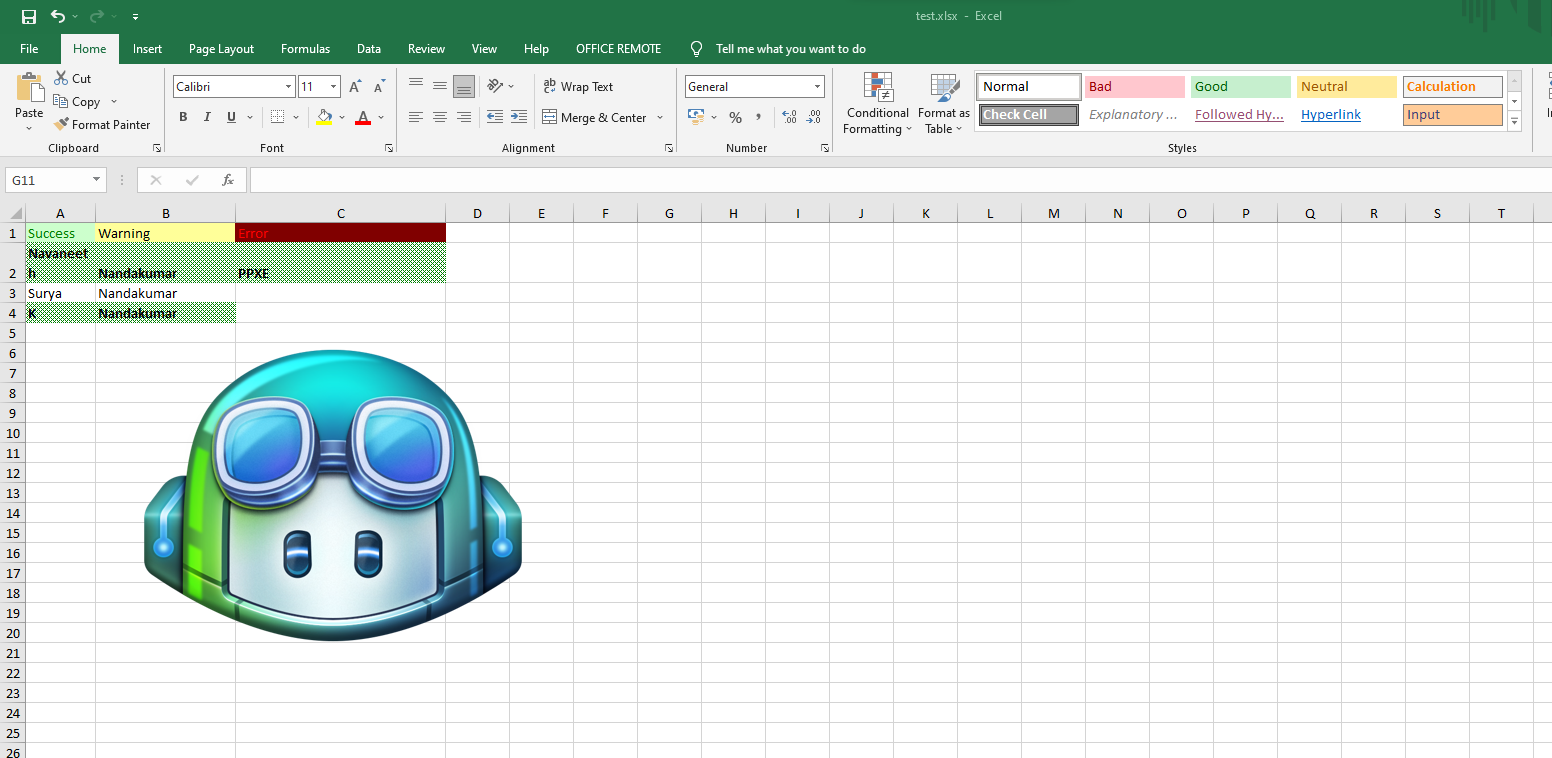 test.xlsx - Excel
File Home Insert Page Layout Formulas Data Review View Help OFFICE REMOTE Tell me what you want to do
Paste
Cut
Copy
Format Painter
Clipboard
Calibri 11 A A
B I U A
Font
ab Wrap Text
Merge & Center
Alignment
General
% , .00 .0
Number
Conditional Formatting
Format as Table
Normal Bad Good Neutral Calculation
Check Cell Explanatory ... Followed Hy... Hyperlink Input
Styles
G11 fx
A B C D E F G H I J K L M N O P Q R S T
1 Success Warning Error
Navaneet
2 h Nandakumar PPXE
3 Surya Nandakumar
4 K Nandakumar
5
6
7
8
9
10
11
12
13
14
15
16
17
18
19
20
21
22
23
24
25
26